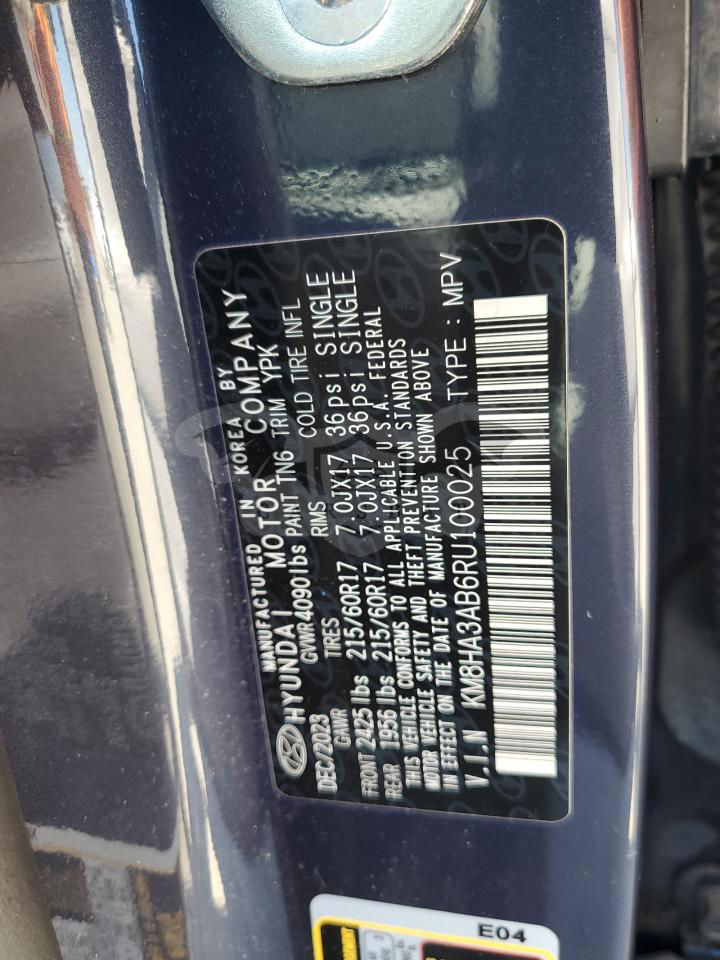 MANUFACTURED IN KOREA BY
HYUNDAI MOTOR COMPANY
DEC/2023 GVWR 4090lbs PAINT TN6 TRIM YPK
GAWR TIRES RIMS COLD TIRE INFL
FRONT 2425 lbs 215/60R17 7.0JX17 36psi SINGLE
REAR 1956 lbs 215/60R17 7.0JX17 36psi SINGLE
THIS VEHICLE CONFORMS TO ALL APPLICABLE U.S.A. FEDERAL
MOTOR VEHICLE SAFETY AND THEFT PREVENTION STANDARDS
IN EFFECT ON THE DATE OF MANUFACTURE SHOWN ABOVE
V.I.N KM8HA3AB6RU100025 TYPE : MPV
E04